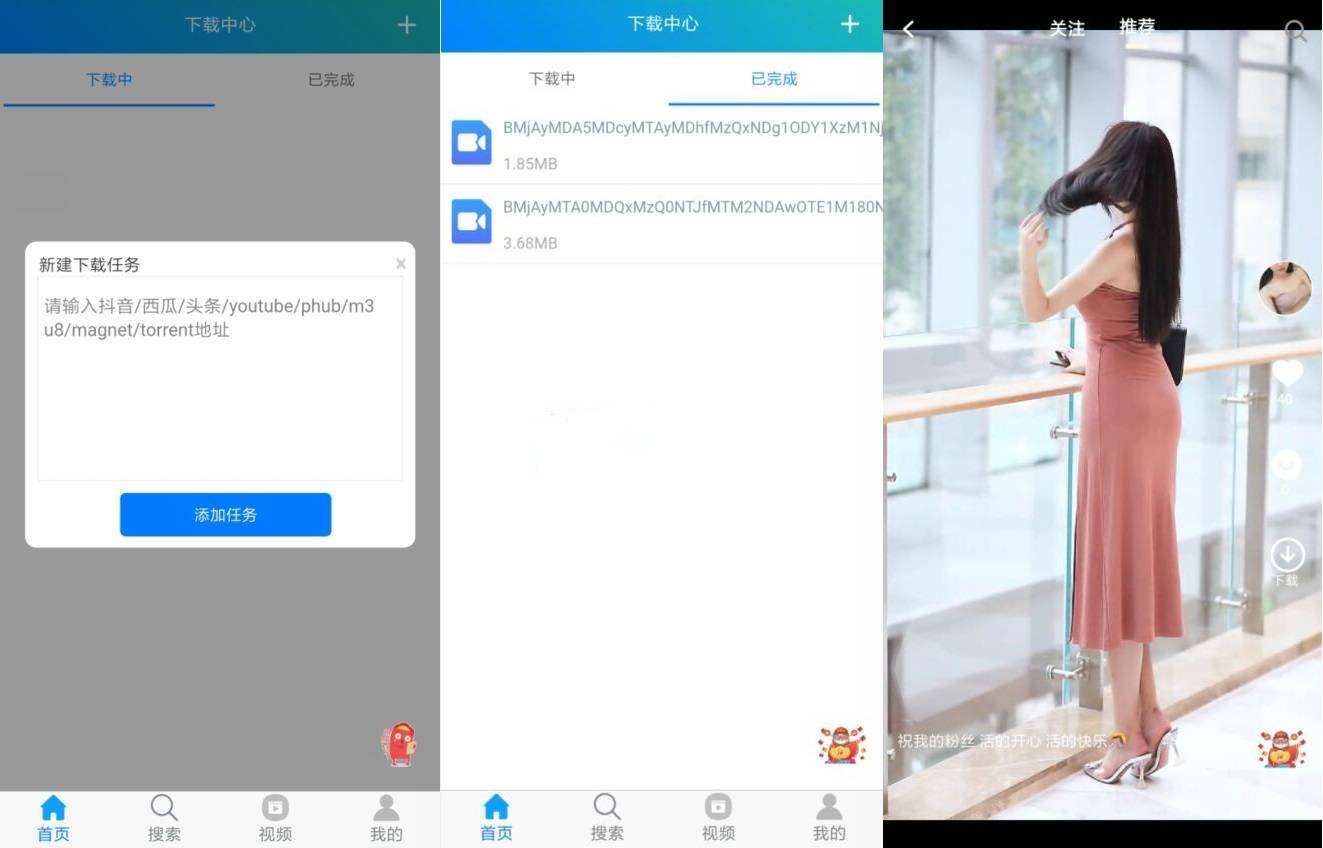 下载中心
+
下载中
已完成
新建下载任务
×
请输入抖音/西瓜/头条/youtube/phub/m3
u8/magnet/torrent地址
添加任务
首页
搜索
视频
我的
下载中心
+
下载中
已完成
BMjAyMDA5MDcyMTAyMDhfMzQxNDg1ODY1XzM1N
1.85MB
BMjAyMTA0MDQxMzQ0NTJfMTM2NDAwOTE1M180N
3.68MB
首页
搜索
视频
我的
关注
推荐
40
0
下载
祝我的粉丝 活的开心 活的快乐